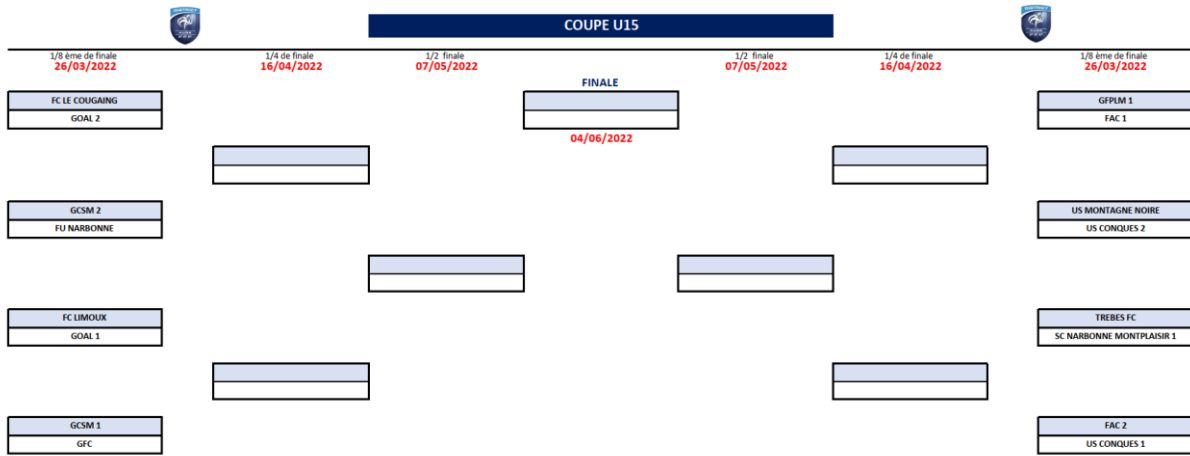 COUPE U15
1/8 ème de finale
26/03/2022
1/4 de finale
16/04/2022
1/2 finale
07/05/2022
1/2 finale
07/05/2022
1/4 de finale
16/04/2022
1/8 ème de finale
26/03/2022
FINALE
04/06/2022
FC LE COUGAING
GOAL 2
GCSM 2
FU NARBONNE
FC LIMOUX
GOAL 1
GCSM 1
GFC
GFPLM 1
FAC 1
US MONTAGNE NOIRE
US CONQUES 2
TREBES FC
SC NARBONNE MONTPLAISIR 1
FAC 2
US CONQUES 1